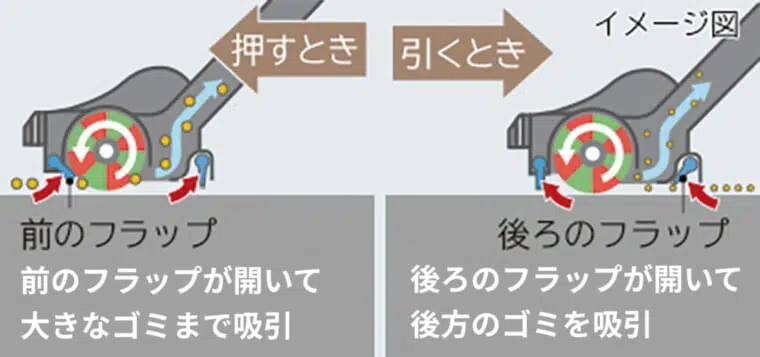 押すとき
引くとき
イメージ図
前のフラップ
前のフラップが開いて
大きなゴミまで吸引
後ろのフラップ
後ろのフラップが開いて
後方のゴミを吸引